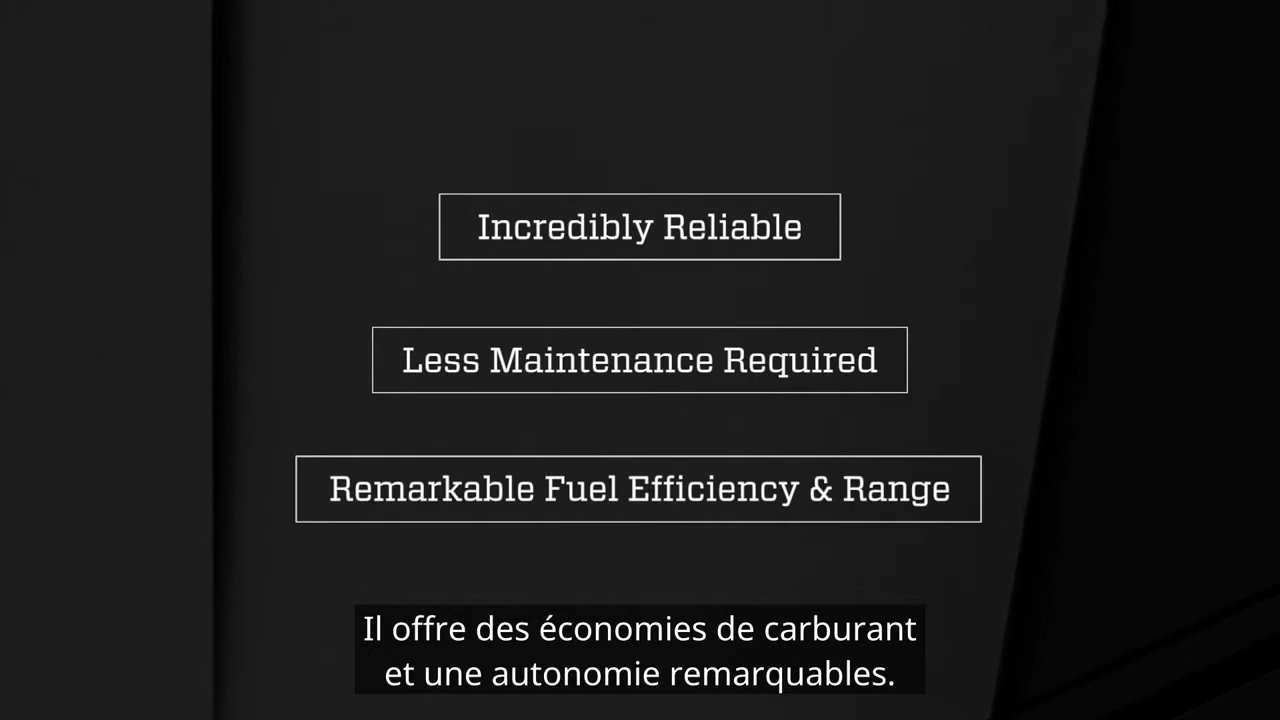 Incredibly Reliable
Less Maintenance Required
Remarkable Fuel Efficiency & Range
Il offre des économies de carburant
et une autonomie remarquables.